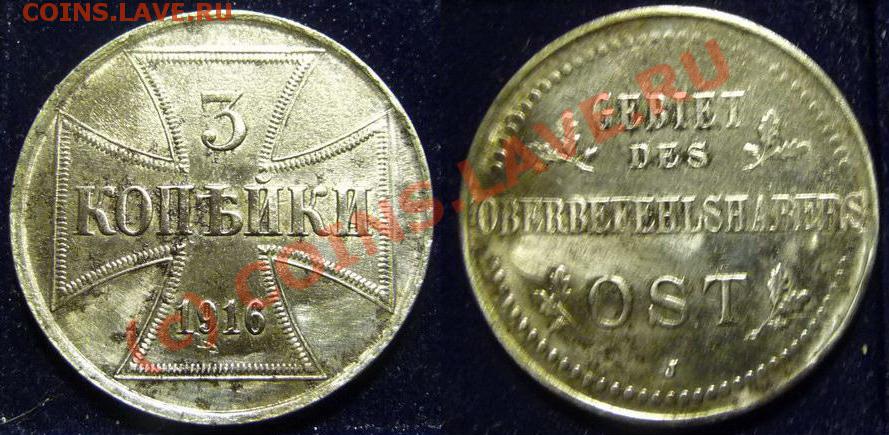 COINS.LAVE.RU
3
КОПѢЙКИ
1916
GEBIET
DES
OBERBEFEHLSHABERS
OST
J
(c) COINS.LAVE.RU